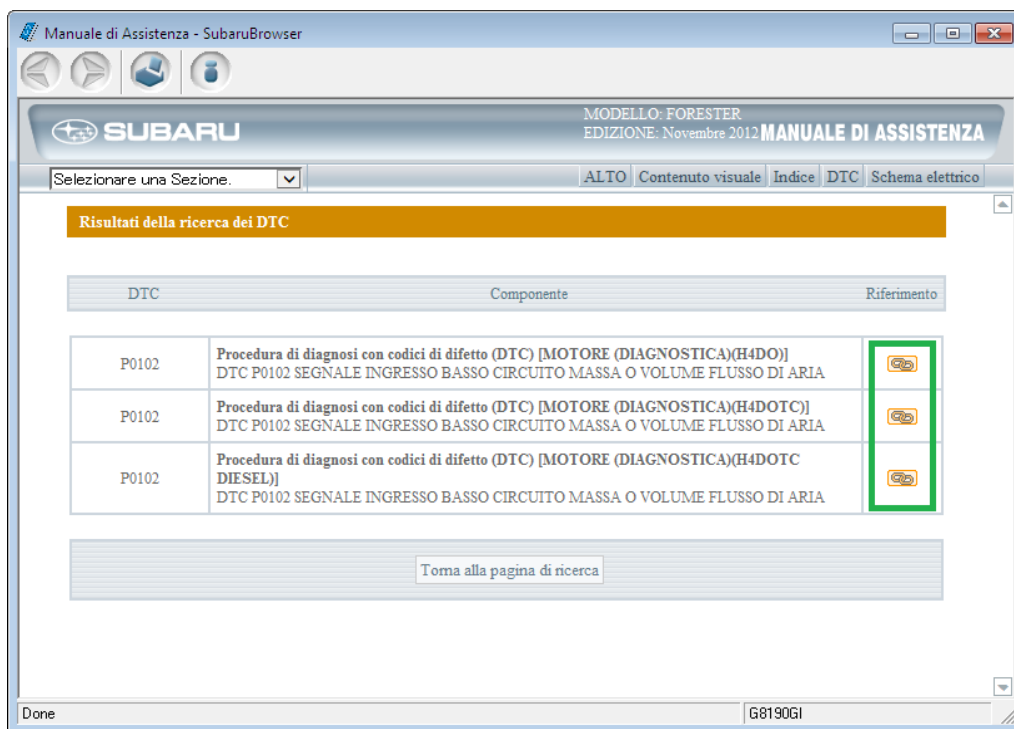 Manuale di Assistenza - SubaruBrowser
SUBARU
MODELLO: FORESTER
EDIZIONE: Novembre 2012 MANUALE DI ASSISTENZA
Selezionare una Sezione.
ALTO Contenuto visuale Indice DTC Schema elettrico
Risultati della ricerca dei DTC
DTC Componente Riferimento
P0102
Procedura di diagnosi con codici di difetto (DTC) [MOTORE (DIAGNOSTICA)(H4DO)]
DTC P0102 SEGNALE INGRESSO BASSO CIRCUITO MASSA O VOLUME FLUSSO DI ARIA
P0102
Procedura di diagnosi con codici di difetto (DTC) [MOTORE (DIAGNOSTICA)(H4DOTC)]
DTC P0102 SEGNALE INGRESSO BASSO CIRCUITO MASSA O VOLUME FLUSSO DI ARIA
P0102
Procedura di diagnosi con codici di difetto (DTC) [MOTORE (DIAGNOSTICA)(H4DOTC
DIESEL)]
DTC P0102 SEGNALE INGRESSO BASSO CIRCUITO MASSA O VOLUME FLUSSO DI ARIA
Torna alla pagina di ricerca
Done
G8190GI